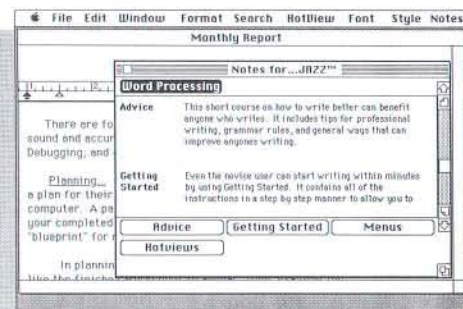 File Edit Window Format Search HotView Font Style Notes
Monthly Report
Notes for...JAZZ™
Word Processing
Advice This short course on how to write better can benefit
anyone who writes. It includes tips for professional
writing, grammar rules, and general ways that can
improve anyones writing.
Getting Started Even the novice user can start writing within minutes
by using Getting Started. It contains all of the
instructions in a step by step manner to allow you to
Advice Getting Started Menus
Hotviews
1 2
There are fo
sound and accur
Debugging, and
Planning...
a plan for their
computer. A pa
your completed
"blueprint" for
In plannin
like the finishe